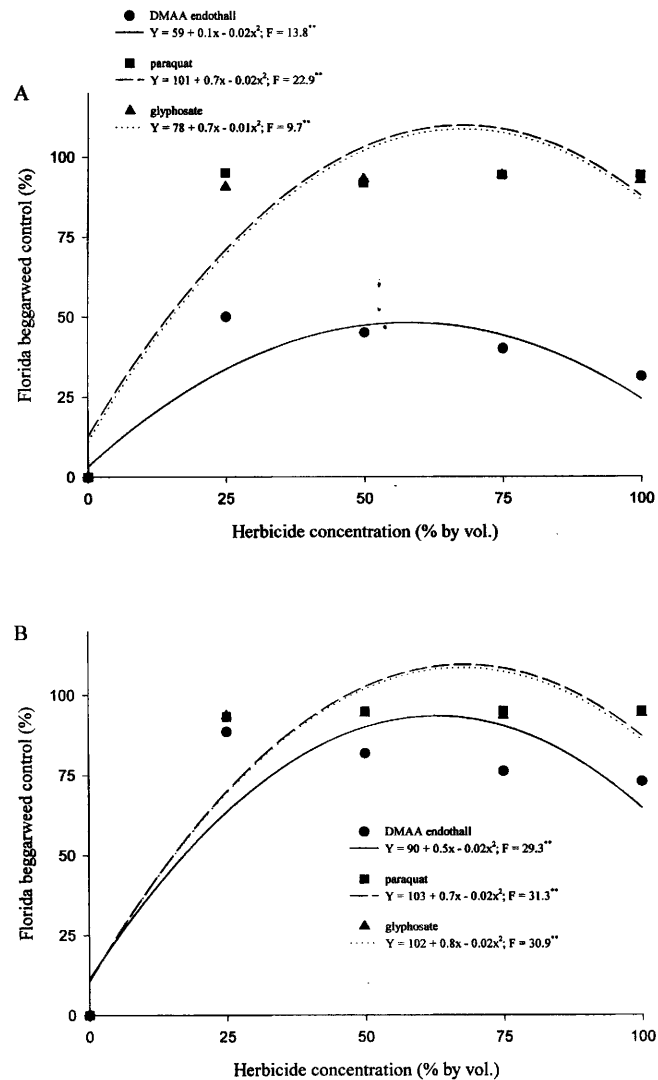 DMAA endothall
Y = 59 + 0.1x - 0.02x²; F = 13.8**
paraquat
Y = 101 + 0.7x - 0.02x²; F = 22.9**
A
glyphosate
Y = 78 + 0.7x - 0.01x²; F = 9.7**
Florida beggarweed control (%)
100
75
50
25
0
0 25 50 75 100
Herbicide concentration (% by vol.)
B
Florida beggarweed control (%)
100
75
50
25
0
DMAA endothall
Y = 90 + 0.5x - 0.02x²; F = 29.3**
paraquat
Y = 103 + 0.7x - 0.02x²; F = 31.3**
glyphosate
Y = 102 + 0.8x - 0.02x²; F = 30.9**
0 25 50 75 100
Herbicide concentration (% by vol.)